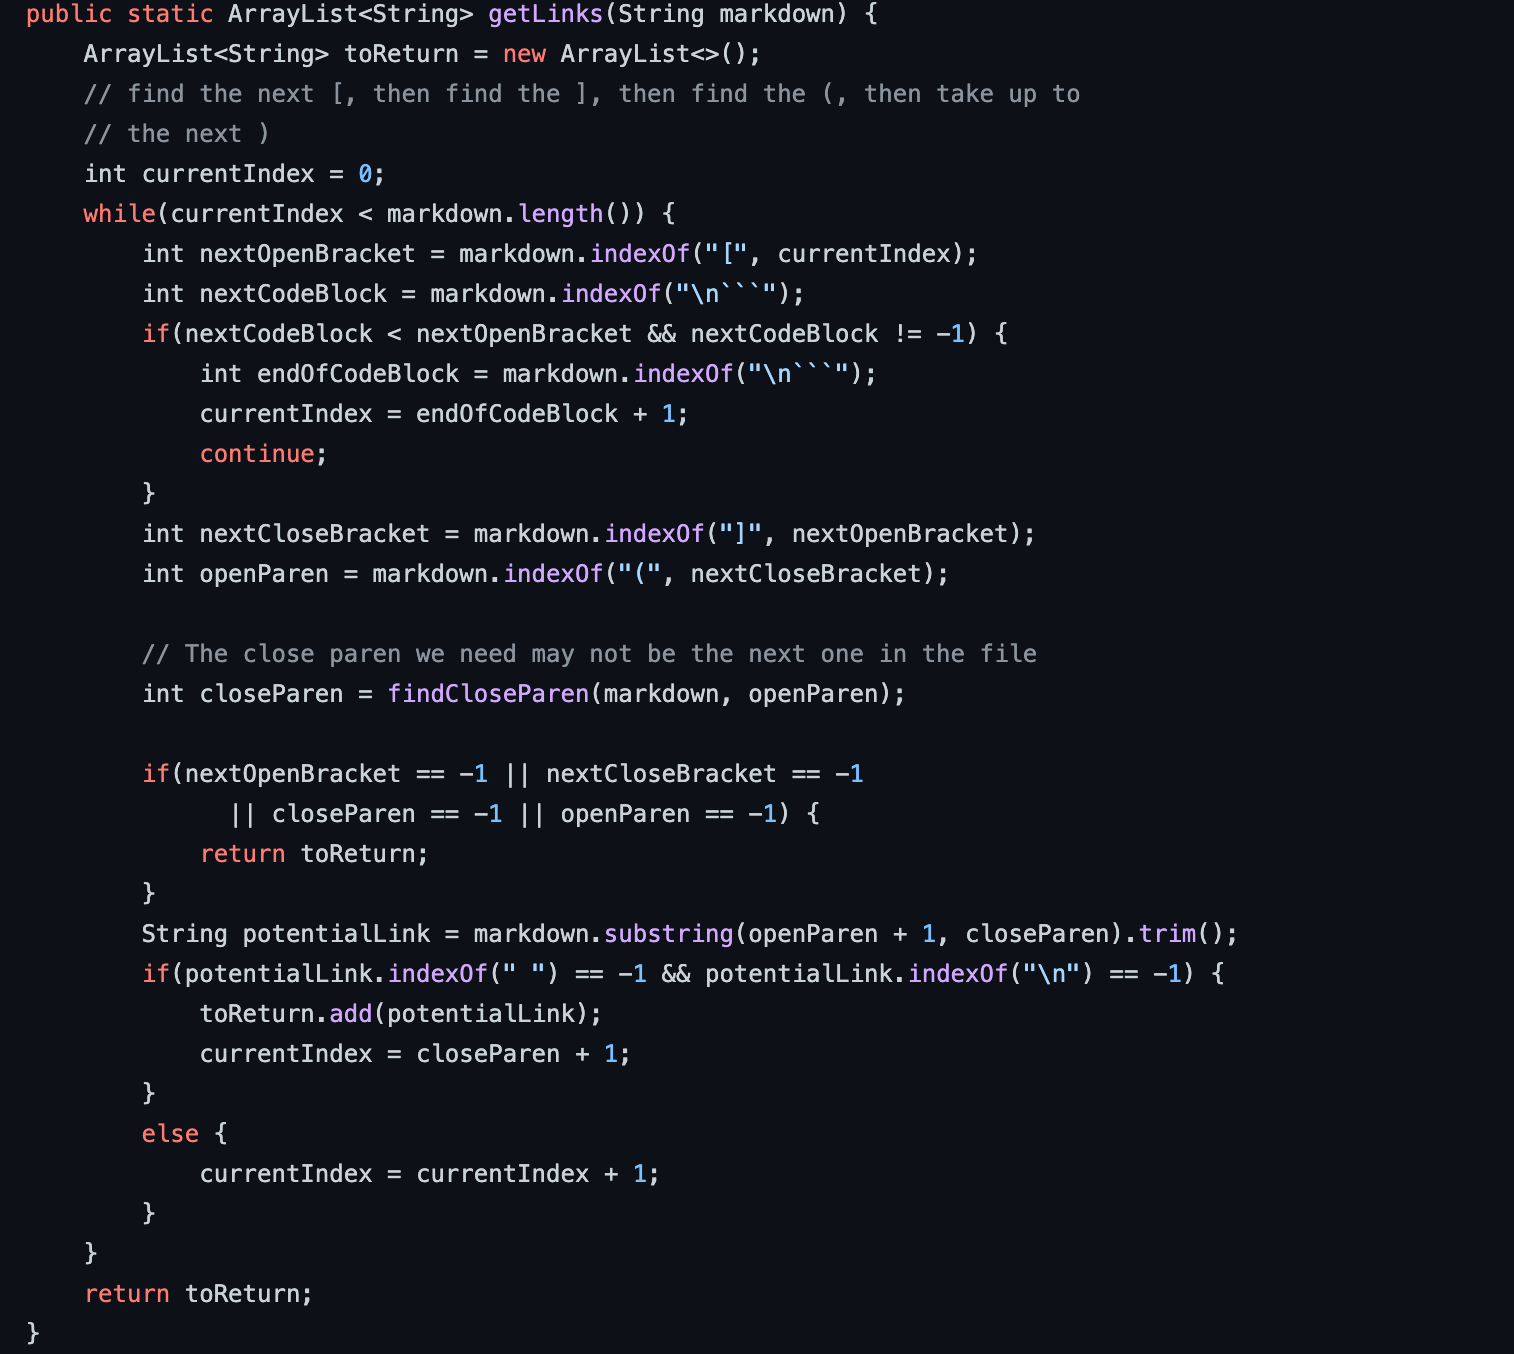 public static ArrayList<String> getLinks(String markdown) {
    ArrayList<String> toReturn = new ArrayList<>();
    // find the next [, then find the ], then find the (, then take up to
    // the next )
    int currentIndex = 0;
    while(currentIndex < markdown.length()) {
        int nextOpenBracket = markdown.indexOf("[", currentIndex);
        int nextCodeBlock = markdown.indexOf("\n```");
        if(nextCodeBlock < nextOpenBracket && nextCodeBlock != -1) {
            int endOfCodeBlock = markdown.indexOf("\n```");
            currentIndex = endOfCodeBlock + 1;
            continue;
        }
        int nextCloseBracket = markdown.indexOf("]", nextOpenBracket);
        int openParen = markdown.indexOf("(", nextCloseBracket);

        // The close paren we need may not be the next one in the file
        int closeParen = findCloseParen(markdown, openParen);

        if(nextOpenBracket == -1 || nextCloseBracket == -1
              || closeParen == -1 || openParen == -1) {
            return toReturn;
        }
        String potentialLink = markdown.substring(openParen + 1, closeParen).trim();
        if(potentialLink.indexOf(" ") == -1 && potentialLink.indexOf("\n") == -1) {
            toReturn.add(potentialLink);
            currentIndex = closeParen + 1;
        }
        else {
            currentIndex = currentIndex + 1;
        }
    }
    return toReturn;
}